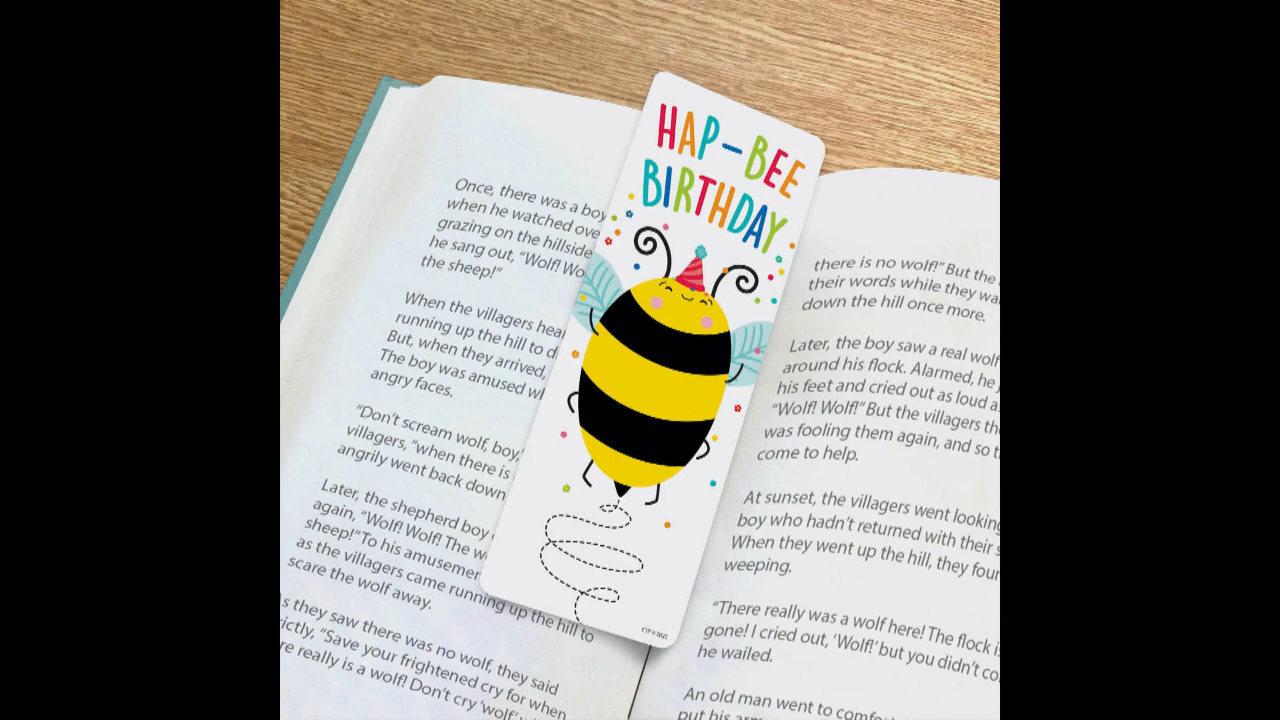 HAP-BEE
BIRTHDAY
Once, there was a boy
when he watched ove
grazing on the hillside
he sang out, "Wolf! Wo
the sheep!"
When the villagers hea
running up the hill to d
But, when they arrived,
The boy was amused w
angry faces.
"Don't scream wolf, boy,"
villagers, "when there is
angrily went back down
Later, the shepherd boy
again, "Wolf! Wolf! The w
sheep!" To his amusemen
as the villagers came running up the hill to
scare the wolf away.
s they saw there was no wolf, they said
rictly, "Save your frightened cry for when
re really is a wolf! Don't cry 'wolf'
there is no wolf!" But the
their words while they wa
down the hill once more.
Later, the boy saw a real wolf
around his flock. Alarmed, he
his feet and cried out as loud a
"Wolf! Wolf!" But the villagers th
was fooling them again, and so t
come to help.
At sunset, the villagers went looking
boy who hadn't returned with their s
When they went up the hill, they foun
weeping.
"There really was a wolf here! The flock is
gone! I cried out, 'Wolf!' but you didn't co
he wailed.
An old man went to comfo
put his arm